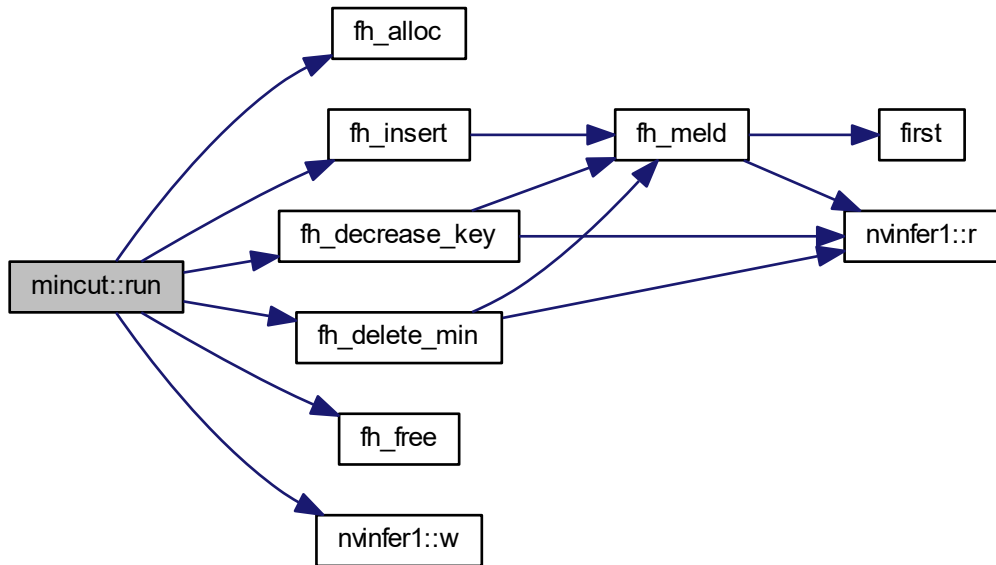 fh_alloc
fh_insert
fh_meld
first
fh_decrease_key
nvinfer1::r
mincut::run
fh_delete_min
fh_free
nvinfer1::w